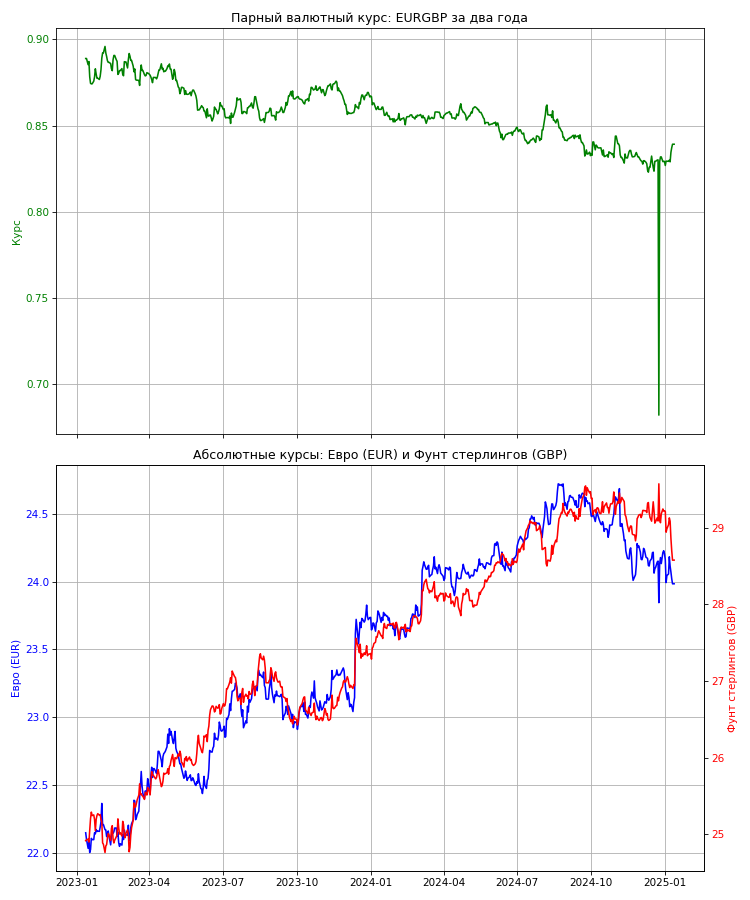 Парный валютный курс: EURGBP за два года
0.90
0.85
0.80
0.75
0.70
Курс
Абсолютные курсы: Евро (EUR) и Фунт стерлингов (GBP)
24.5
24.0
23.5
23.0
22.5
22.0
Евро (EUR)
29
28
27
26
25
Фунт стерлингов (GBP)
2023-01 2023-04 2023-07 2023-10 2024-01 2024-04 2024-07 2024-10 2025-01